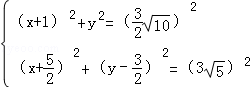 (x+1)²+y²=(3/2√10)²
(x+5/2)²+(y-3/2)²=(3√5)²